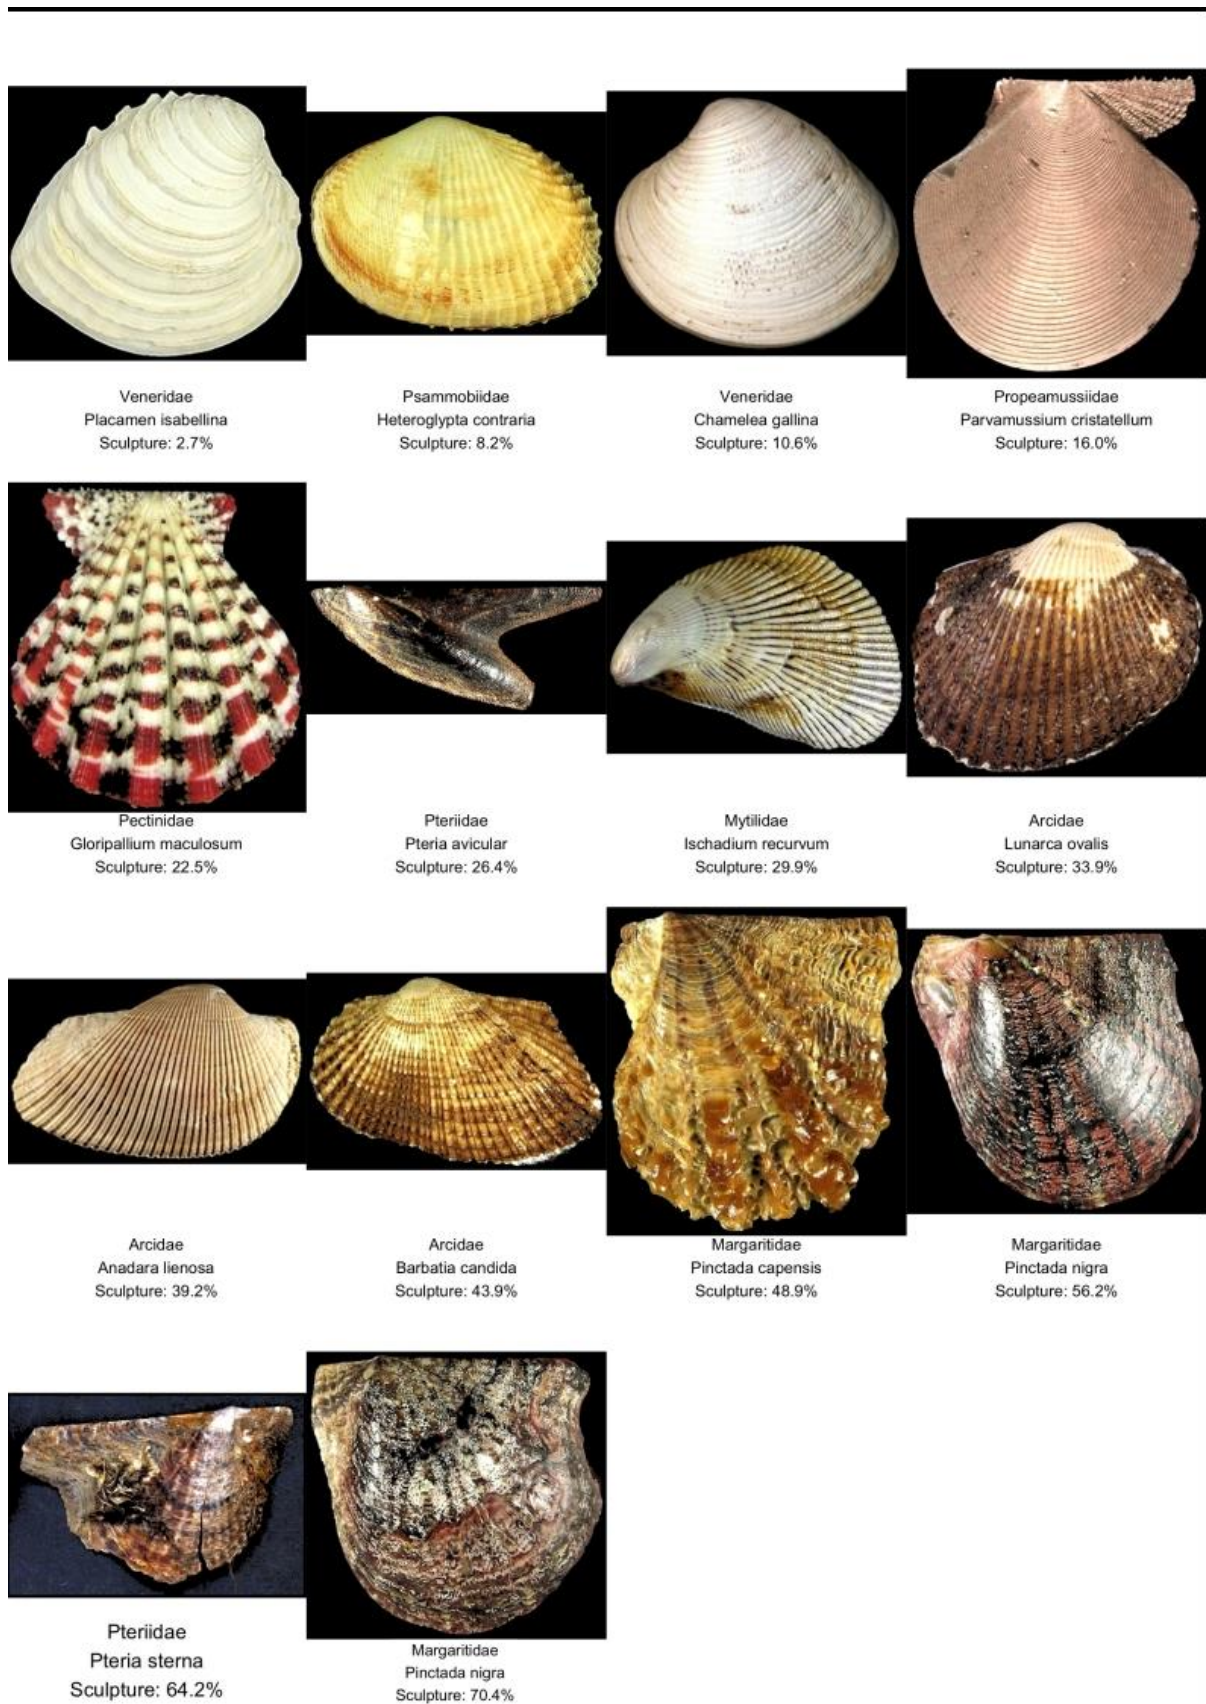 Veneridae
Placamen isabellina
Sculpture: 2.7%
Psammobiidae
Heteroglypta contraria
Sculpture: 8.2%
Veneridae
Chamelea gallina
Sculpture: 10.6%
Propeamussiidae
Parvamussium cristatellum
Sculpture: 16.0%
Pectinidae
Gloripallium maculosum
Sculpture: 22.5%
Pteriidae
Pteria avicular
Sculpture: 26.4%
Mytilidae
Ischadium recurvum
Sculpture: 29.9%
Arcidae
Lunarca ovalis
Sculpture: 33.9%
Arcidae
Anadara lienosa
Sculpture: 39.2%
Arcidae
Barbatia candida
Sculpture: 43.9%
Margaritidae
Pinctada capensis
Sculpture: 48.9%
Margaritidae
Pinctada nigra
Sculpture: 56.2%
Pteriidae
Pteria sterna
Sculpture: 64.2%
Margaritidae
Pinctada nigra
Sculpture: 70.4%